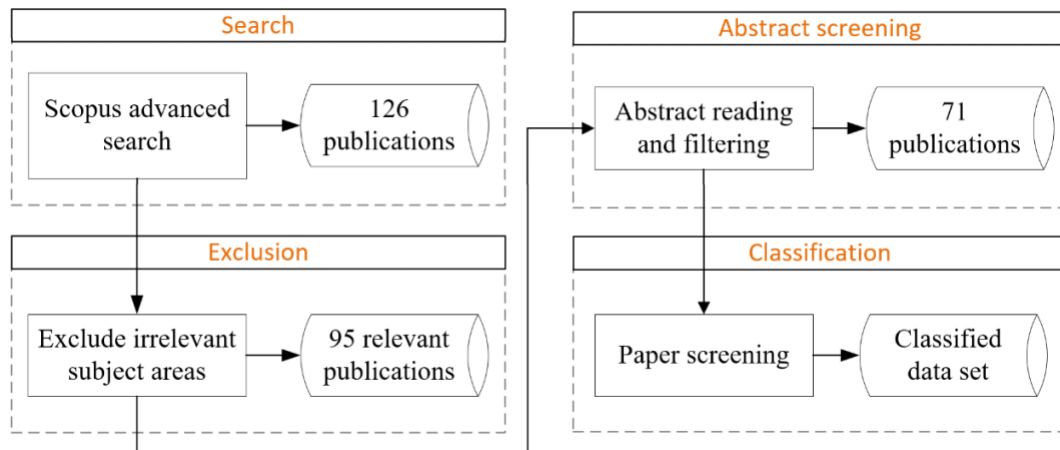 Search
Scopus advanced
search
126
publications
Exclusion
Exclude irrelevant
subject areas
95 relevant
publications
Abstract screening
Abstract reading
and filtering
71
publications
Classification
Paper screening
Classified
data set